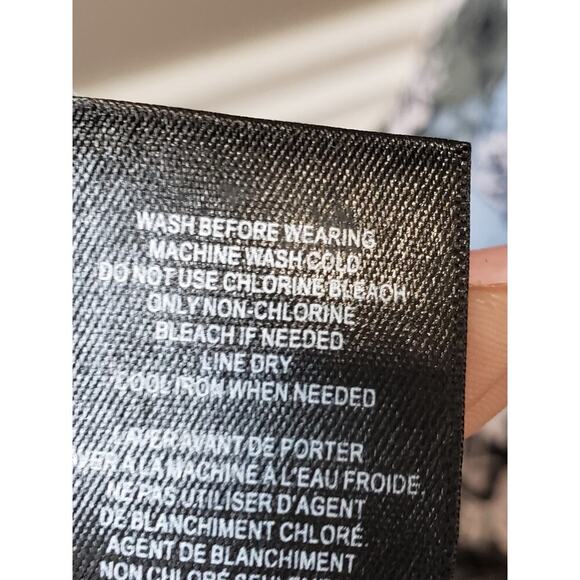 WASH BEFORE WEARING
MACHINE WASH COLD
DO NOT USE CHLORINE BLEACH
ONLY NON-CHLORINE
BLEACH IF NEEDED
LINE DRY
COOL IRON WHEN NEEDED
LAVER AVANT DE PORTER
À LA MACHINE À L'EAU FROIDE,
NE PAS UTILISER D'AGENT
DE BLANCHIMENT CHLORÉ.
AGENT DE BLANCHIMENT
NON CHLORÉ